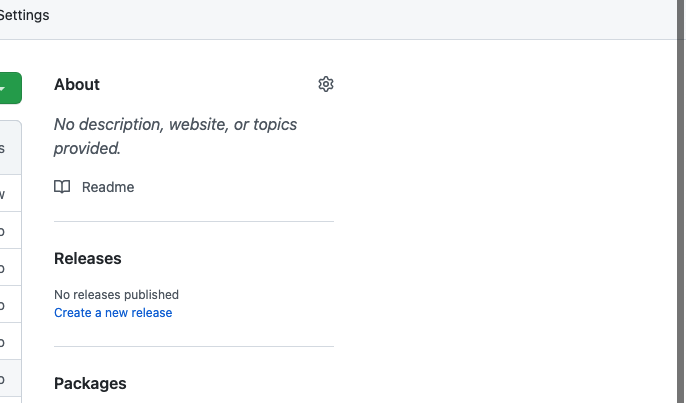 Settings
About
No description, website, or topics
provided.
Readme
Releases
No releases published
Create a new release
Packages